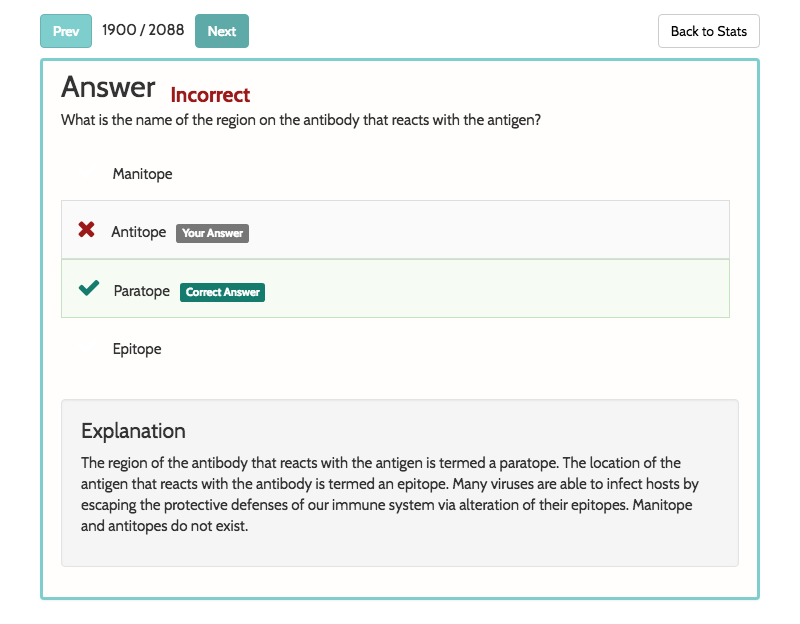 Prev 1900 / 2088 Next Back to Stats
Answer Incorrect
What is the name of the region on the antibody that reacts with the antigen?
Manitope
Antitope Your Answer
Paratope Correct Answer
Epitope
Explanation
The region of the antibody that reacts with the antigen is termed a paratope. The location of the
antigen that reacts with the antibody is termed an epitope. Many viruses are able to infect hosts by
escaping the protective defenses of our immune system via alteration of their epitopes. Manitope
and antitopes do not exist.